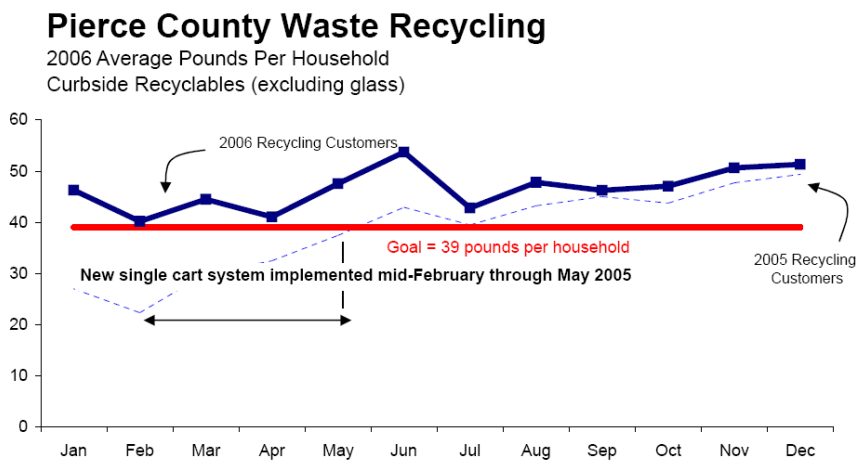 Pierce County Waste Recycling
2006 Average Pounds Per Household
Curbside Recyclables (excluding glass)
60
50
40
30
20
10
0
2006 Recycling Customers
Goal = 39 pounds per household
New single cart system implemented mid-February through May 2005
2005 Recycling
Customers
Jan Feb Mar Apr May Jun Jul Aug Sep Oct Nov Dec